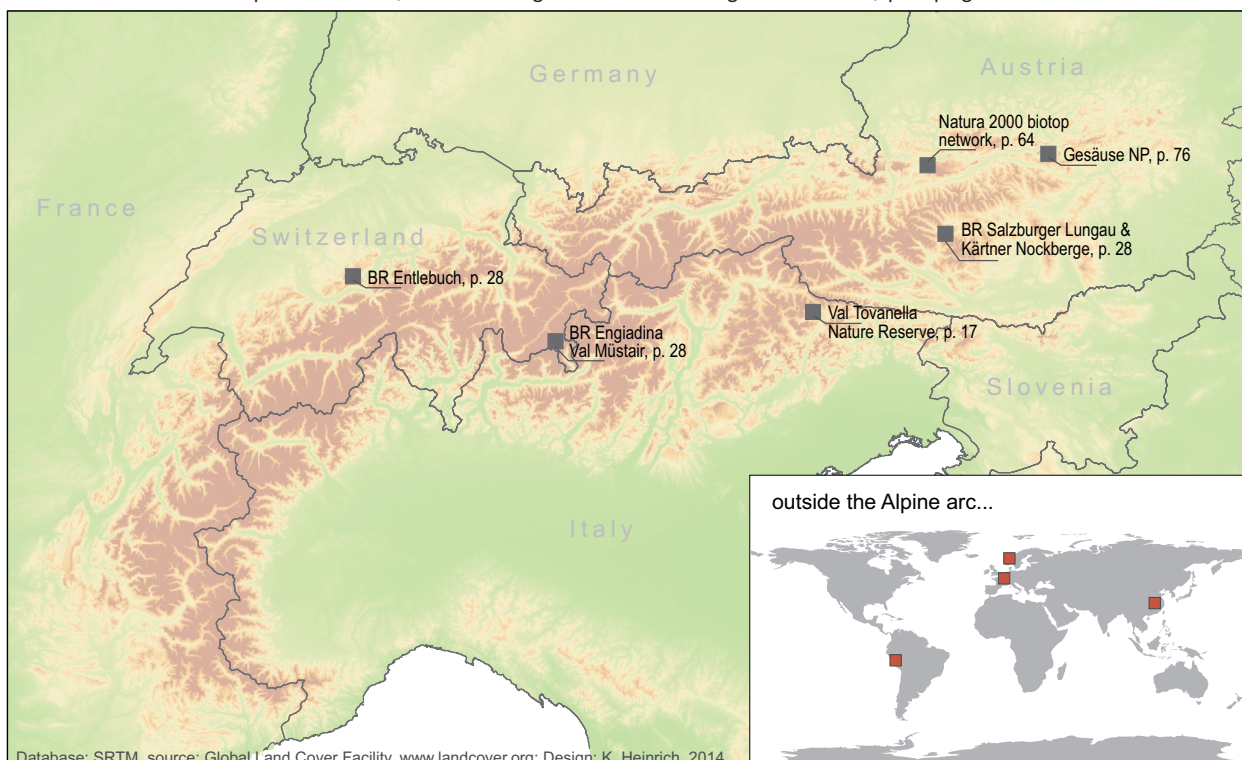 Germany
Austria
Natura 2000 biotop
network, p. 64
Gesäuse NP, p. 76
France
Switzerland
BR Salzburger Lungau &
Kärtner Nockberge, p. 28
BR Entlebuch, p. 28
Val Tovanella
Nature Reserve, p. 17
BR Engiadina
Val Müstair, p. 28
Slovenia
outside the Alpine arc...
Italy
Database: SRTM, source: Global Land Cover Facility, www.landcover.org; Design: K. Heinrich, 2014